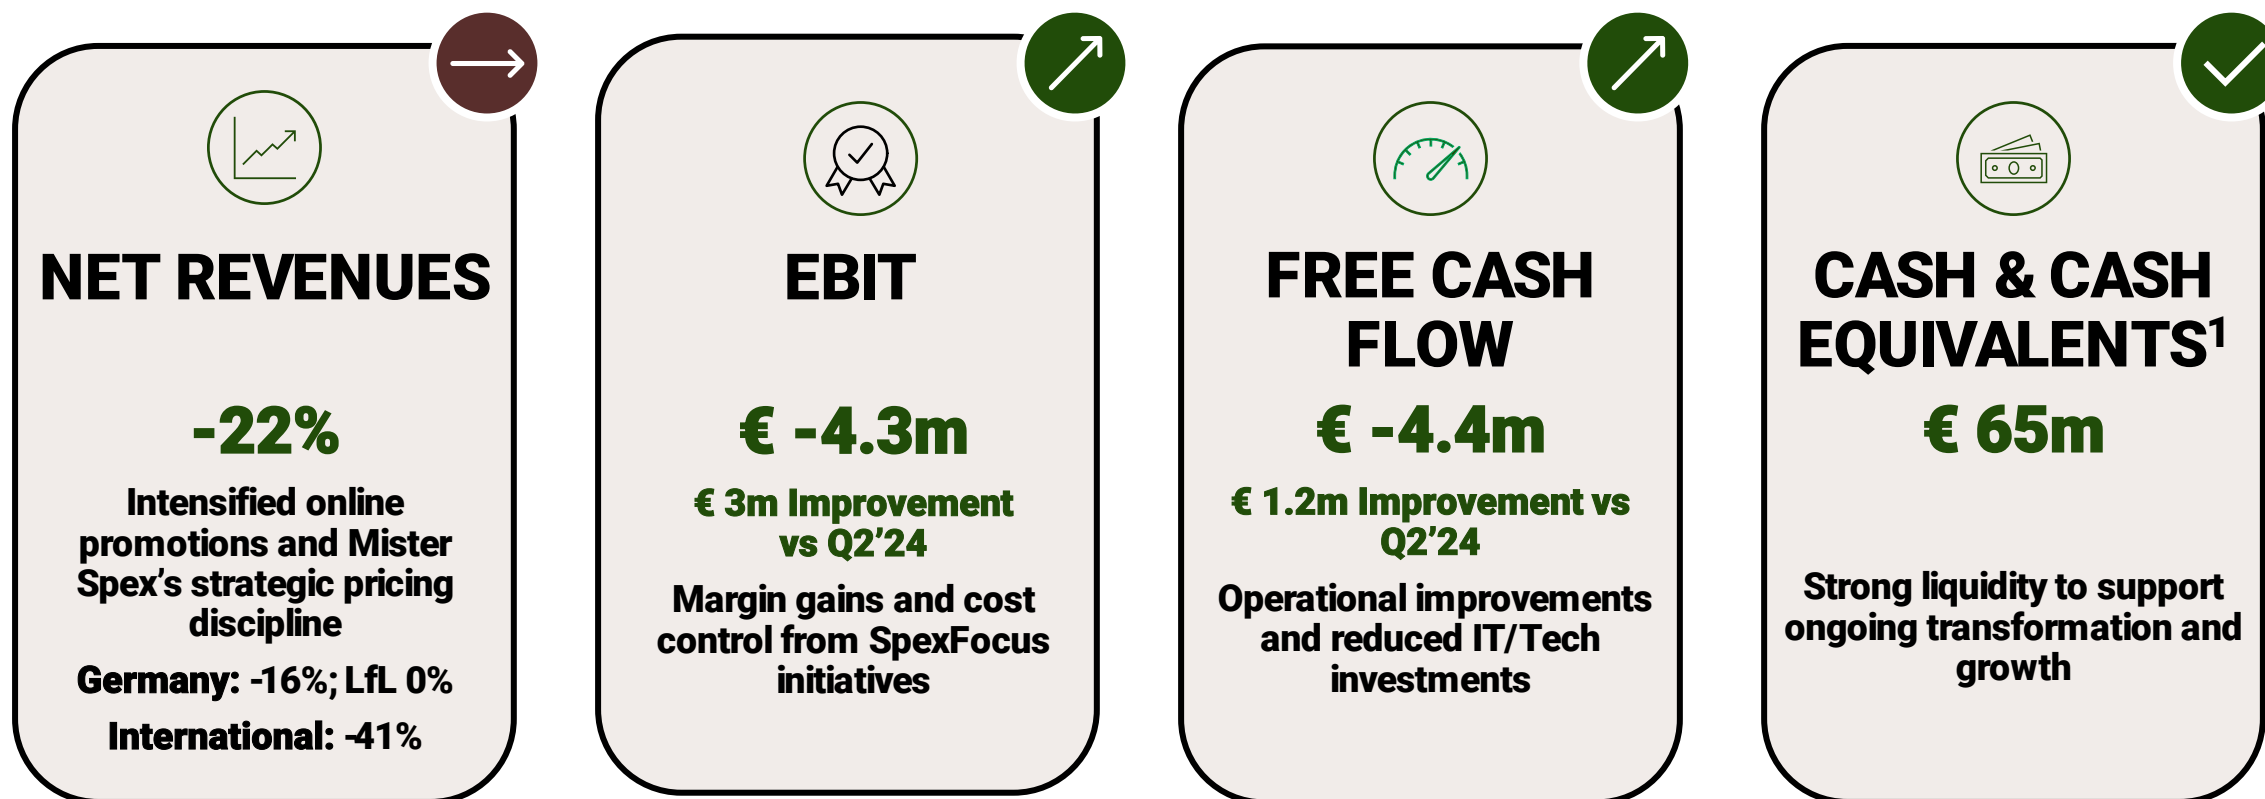 NET REVENUES
-22%
Intensified online
promotions and Mister
Spex’s strategic pricing
discipline
Germany: -16%; LfL 0%
International: -41%
EBIT
€ -4.3m
€ 3m Improvement
vs Q2’24
Margin gains and cost
control from SpexFocus
initiatives
FREE CASH
FLOW
€ -4.4m
€ 1.2m Improvement vs
Q2’24
Operational improvements
and reduced IT/Tech
investments
CASH & CASH
EQUIVALENTS¹
€ 65m
Strong liquidity to support
ongoing transformation and
growth